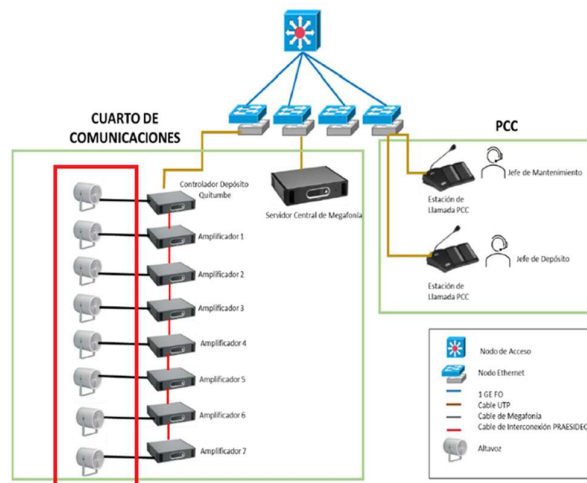 CUARTO DE
COMUNICACIONES
PCC
Controlador Depósito
Quitumbe
Servidor Central de Megafonía
Amplificador 1
Amplificador 2
Amplificador 3
Amplificador 4
Amplificador 5
Amplificador 6
Amplificador 7
Jefe de Mantenimiento
Estación de
Llamada PCC
Jefe de Depósito
Estación de
Llamada PCC
Nodo de Acceso
Nodo Ethernet
1 GE FO
Cable UTP
Cable de Megafonía
Cable de Interconexión PRAESIDEO
Altavoz